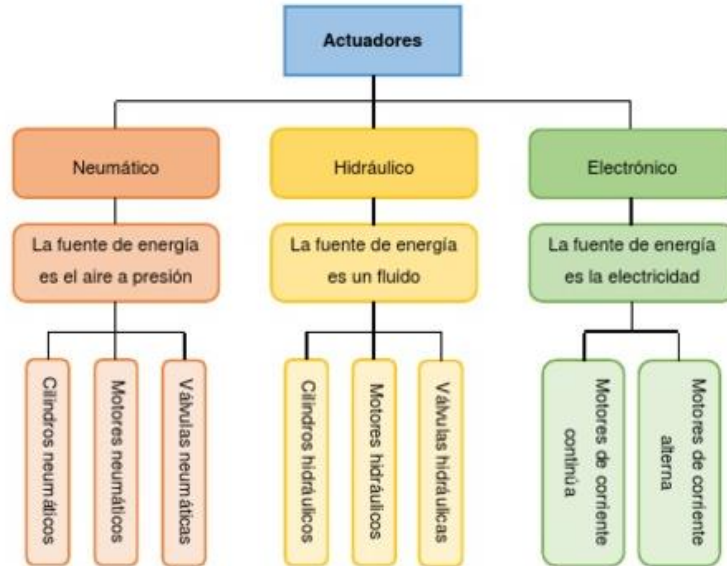 Actuadores
Neumático
Hidráulico
Electrónico
La fuente de energía
es el aire a presión
La fuente de energía
es un fluido
La fuente de energía
es la electricidad
Cilindros neumáticos
Motores neumáticos
Válvulas neumáticas
Cilindros hidráulicos
Motores hidráulicos
Válvulas hidráulicas
Motores de corriente
continúa
Motores de corriente
alterna